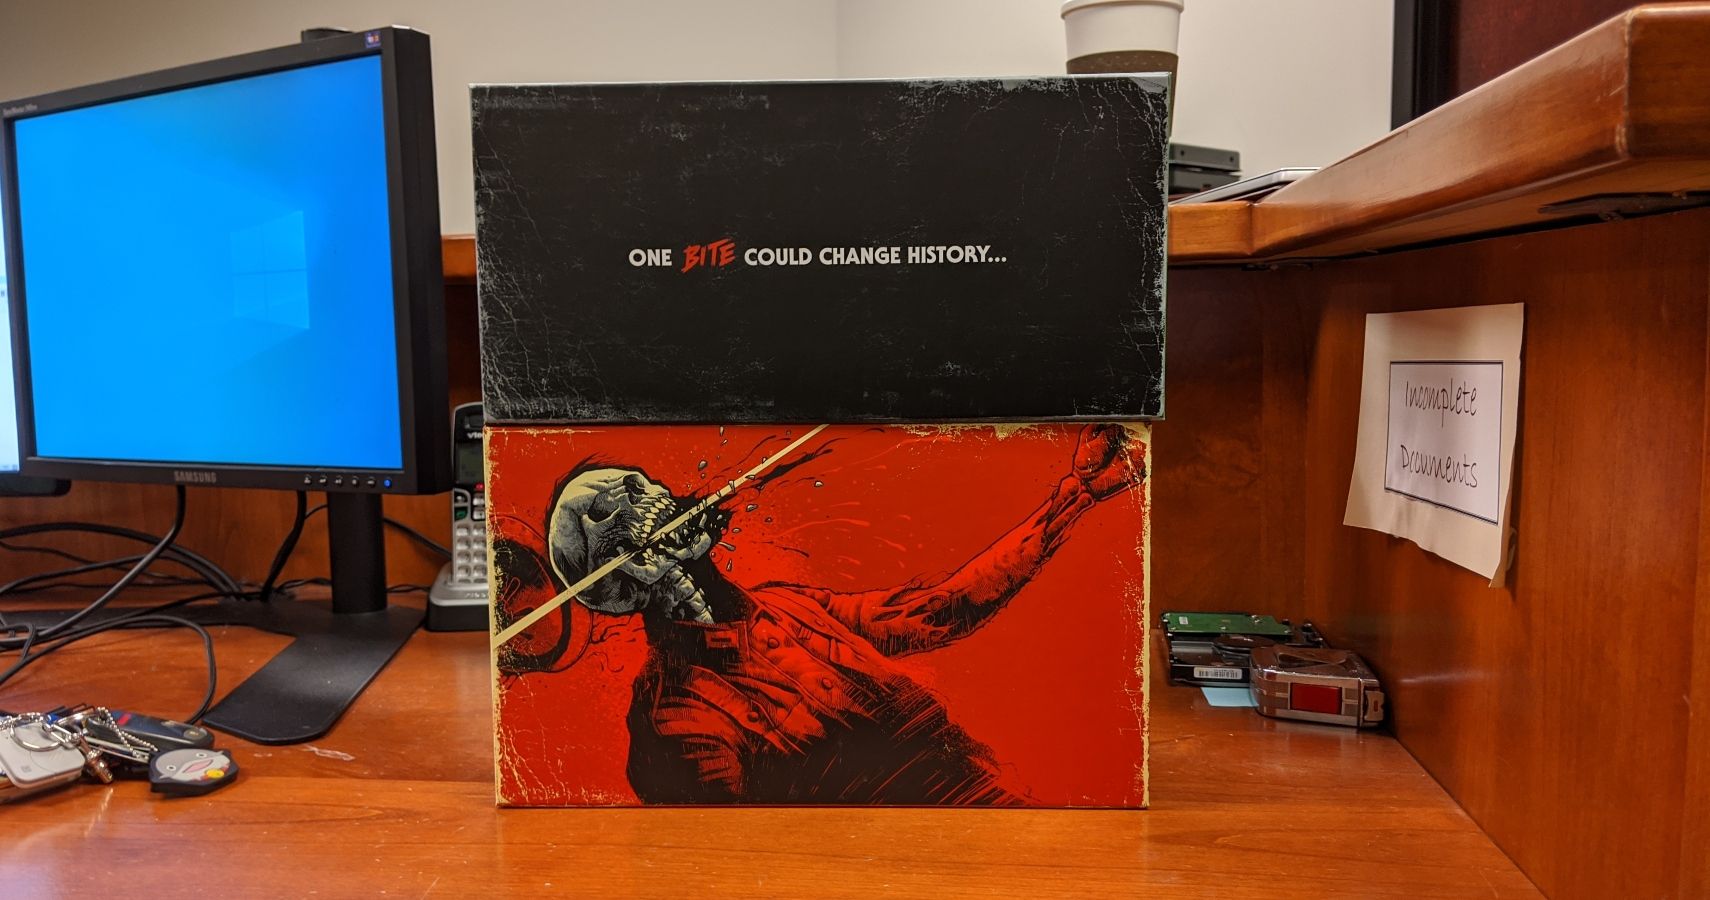 ONE BITE COULD CHANGE HISTORY...
SAMSUNG
Incomplete
Documents